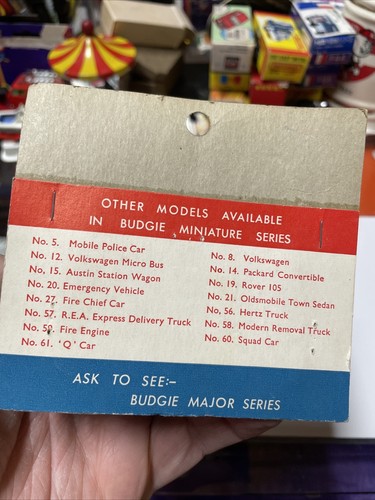 OTHER MODELS AVAILABLE
IN BUDGIE MINIATURE SERIES
No. 5. Mobile Police Car
No. 12. Volkswagen Micro Bus
No, 15. Austin Station Wagon
No. 20. Emergency Vehicle
No. 27. Fire Chief Car
No. 57. R.E.A. Express Delivery Truck
No. 59. Fire Engine
No. 61. 'Q' Car
No. 8. Volkswagen
No. 14. Packard Convertible
No. 19. Rover 105
No. 21. Oldsmobile Town Sedan
No, 56. Hertz Truck
No. 58. Modern Removal Truck
No. 60. Squad Car
ASK TO SEE:–
BUDGIE MAJOR SERIES